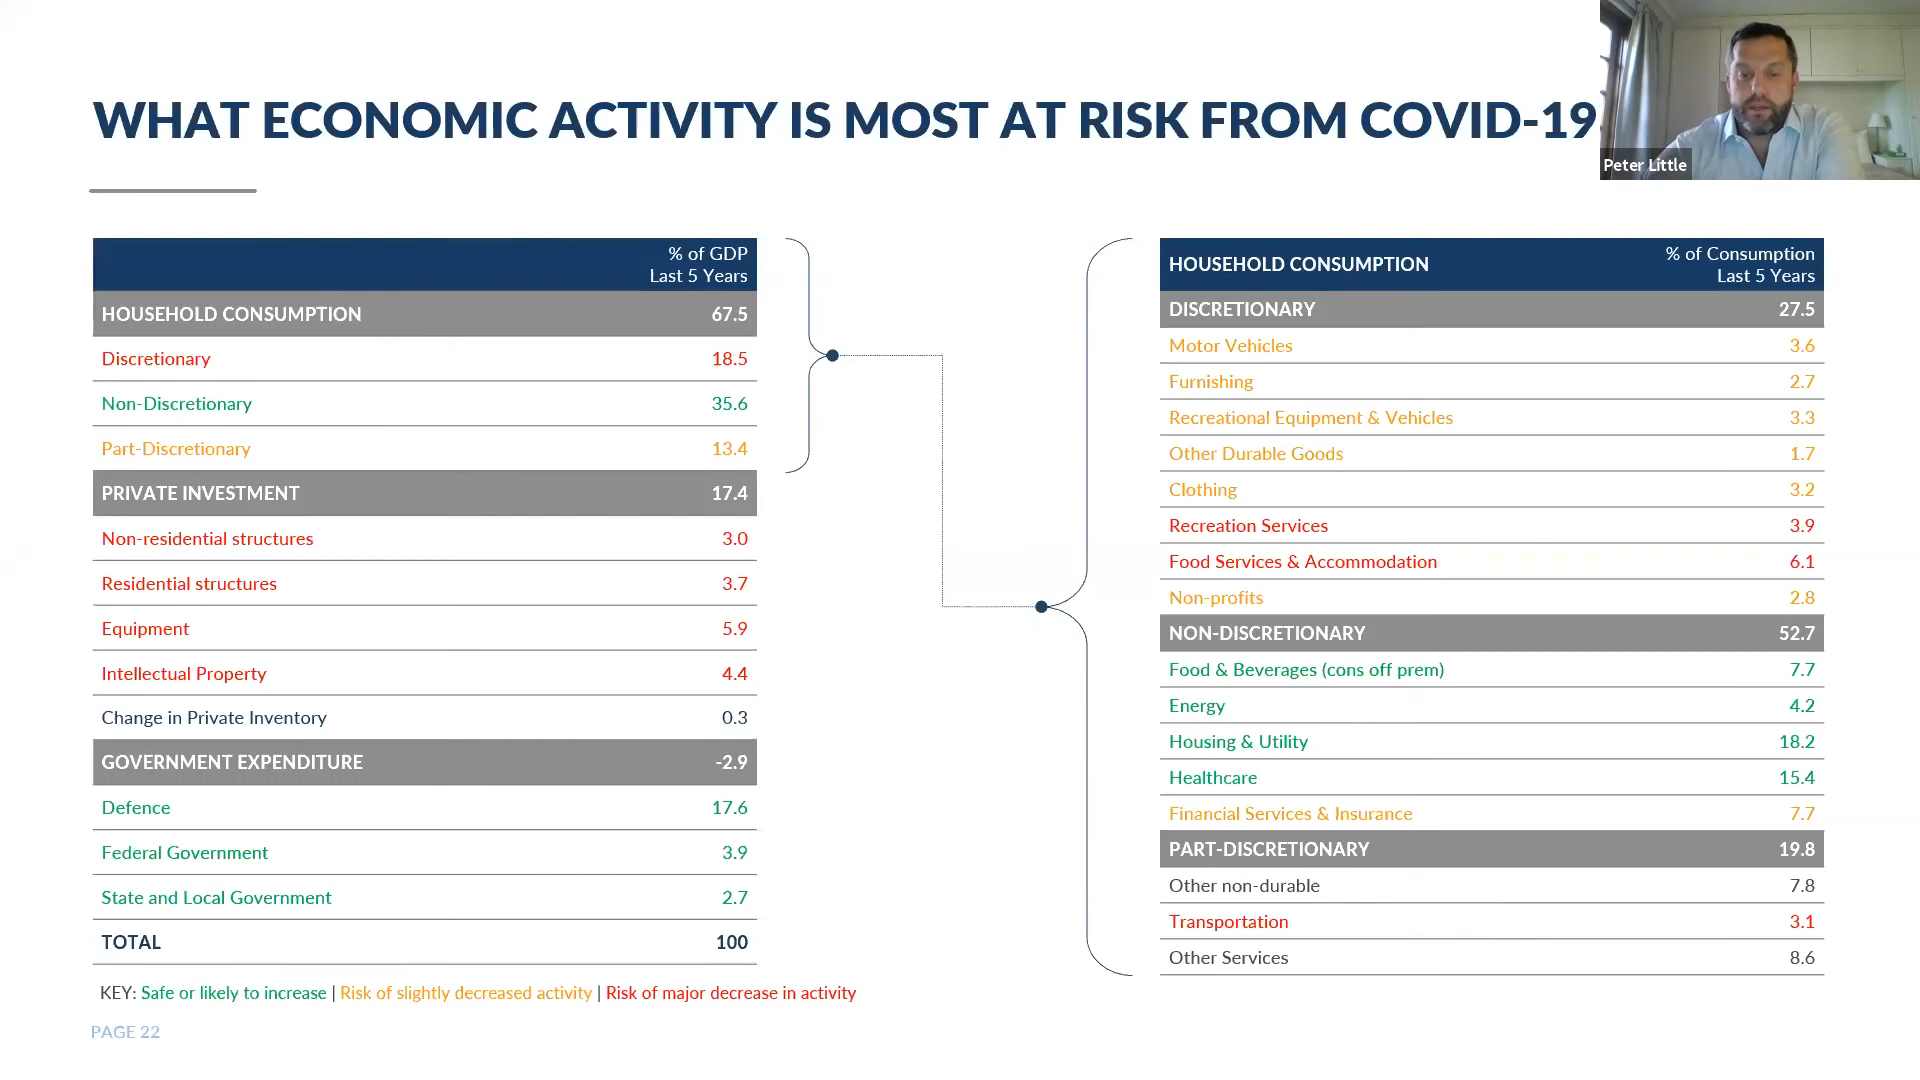 WHAT ECONOMIC ACTIVITY IS MOST AT RISK FROM COVID-19
Peter Little
% of GDP
Last 5 Years
HOUSEHOLD CONSUMPTION 67.5
Discretionary 18.5
Non-Discretionary 35.6
Part-Discretionary 13.4
PRIVATE INVESTMENT 17.4
Non-residential structures 3.0
Residential structures 3.7
Equipment 5.9
Intellectual Property 4.4
Change in Private Inventory 0.3
GOVERNMENT EXPENDITURE -2.9
Defence 17.6
Federal Government 3.9
State and Local Government 2.7
TOTAL 100
KEY: Safe or likely to increase | Risk of slightly decreased activity | Risk of major decrease in activity
PAGE 22
HOUSEHOLD CONSUMPTION % of Consumption
Last 5 Years
DISCRETIONARY 27.5
Motor Vehicles 3.6
Furnishing 2.7
Recreational Equipment & Vehicles 3.3
Other Durable Goods 1.7
Clothing 3.2
Recreation Services 3.9
Food Services & Accommodation 6.1
Non-profits 2.8
NON-DISCRETIONARY 52.7
Food & Beverages (cons off prem) 7.7
Energy 4.2
Housing & Utility 18.2
Healthcare 15.4
Financial Services & Insurance 7.7
PART-DISCRETIONARY 19.8
Other non-durable 7.8
Transportation 3.1
Other Services 8.6